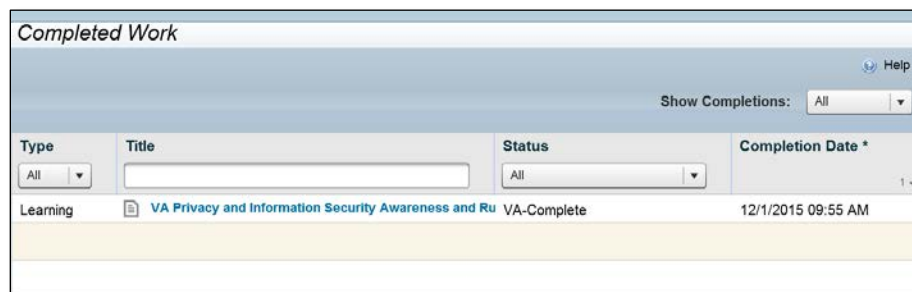 Completed Work
Help
Show Completions: All
Type Title Status Completion Date *
All All
Learning VA Privacy and Information Security Awareness and Ru VA-Complete 12/1/2015 09:55 AM